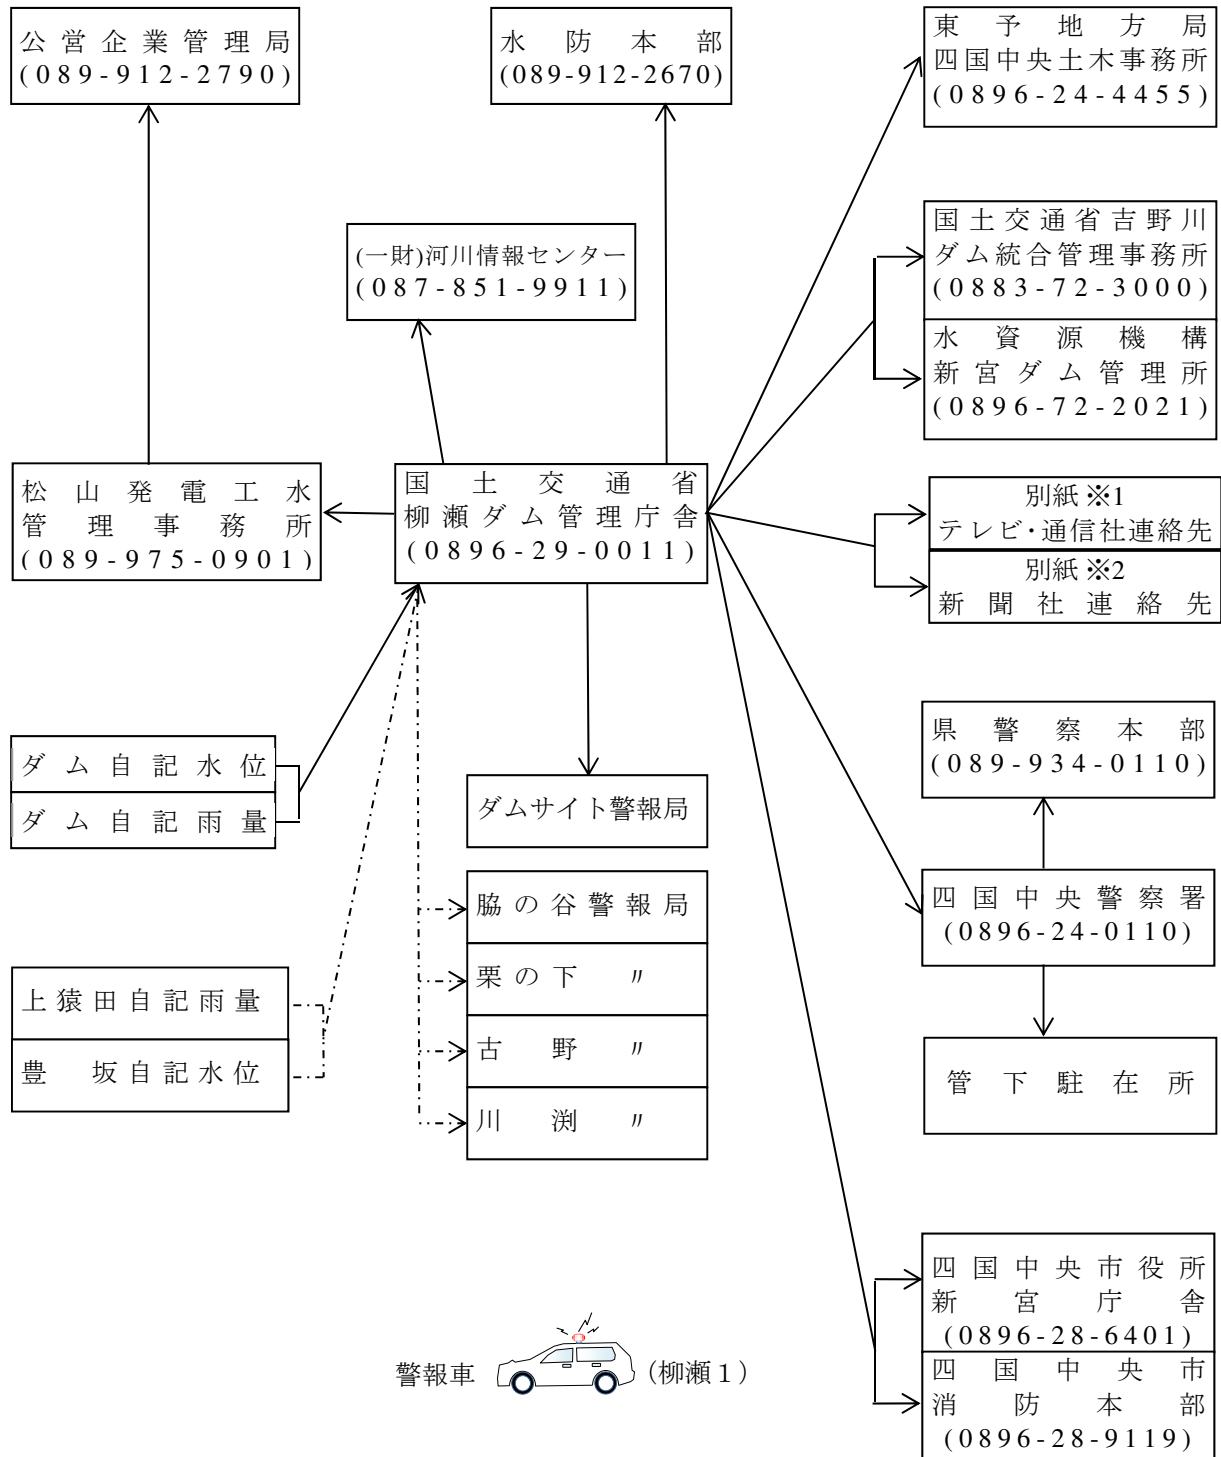 公営企業管理局
(089-912-2790)
水防本部
(089-912-2670)
東予地方局
四国中央土木事務所
(0896-24-4455)
(一財)河川情報センター
(087-851-9911)
国土交通省吉野川
ダム統合管理事務所
(0883-72-3000)
水資源機構
新宮ダム管理所
(0896-72-2021)
松山発電工水
管理事務所
(089-975-0901)
国土交通省
柳瀬ダム管理庁舎
(0896-29-0011)
別紙※1
テレビ・通信社連絡先
別紙※2
新聞社連絡先
ダム自記水位
ダム自記雨量
ダムサイト警報局
県警察本部
(089-934-0110)
四国中央警察署
(0896-24-0110)
管下駐在所
脇の谷警報局
栗の下 〃
古野 〃
川渕 〃
上猿田自記雨量
豊坂自記水位
四国中央市役所
新宮庁舎
(0896-28-6401)
四国中央市
消防本部
(0896-28-9119)
警報車 (柳瀬1)